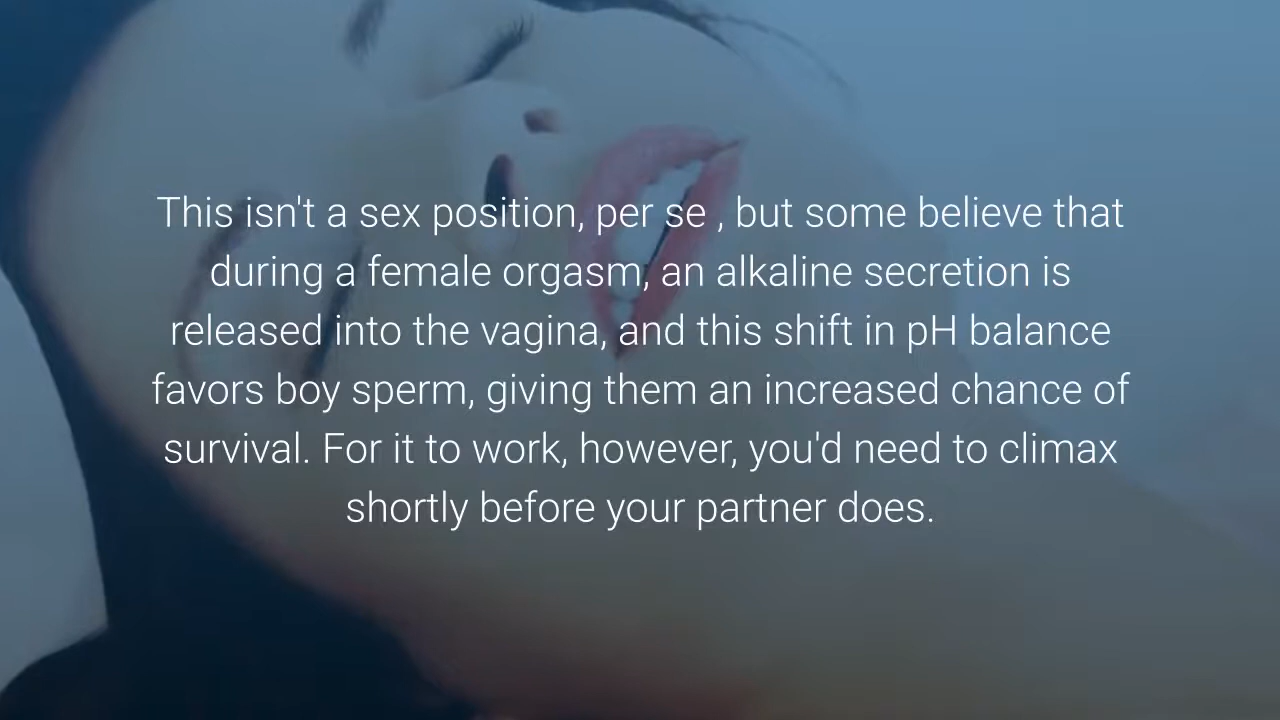 This isn't a sex position, per se , but some believe that
during a female orgasm, an alkaline secretion is
released into the vagina, and this shift in pH balance
favors boy sperm, giving them an increased chance of
survival. For it to work, however, you'd need to climax
shortly before your partner does.